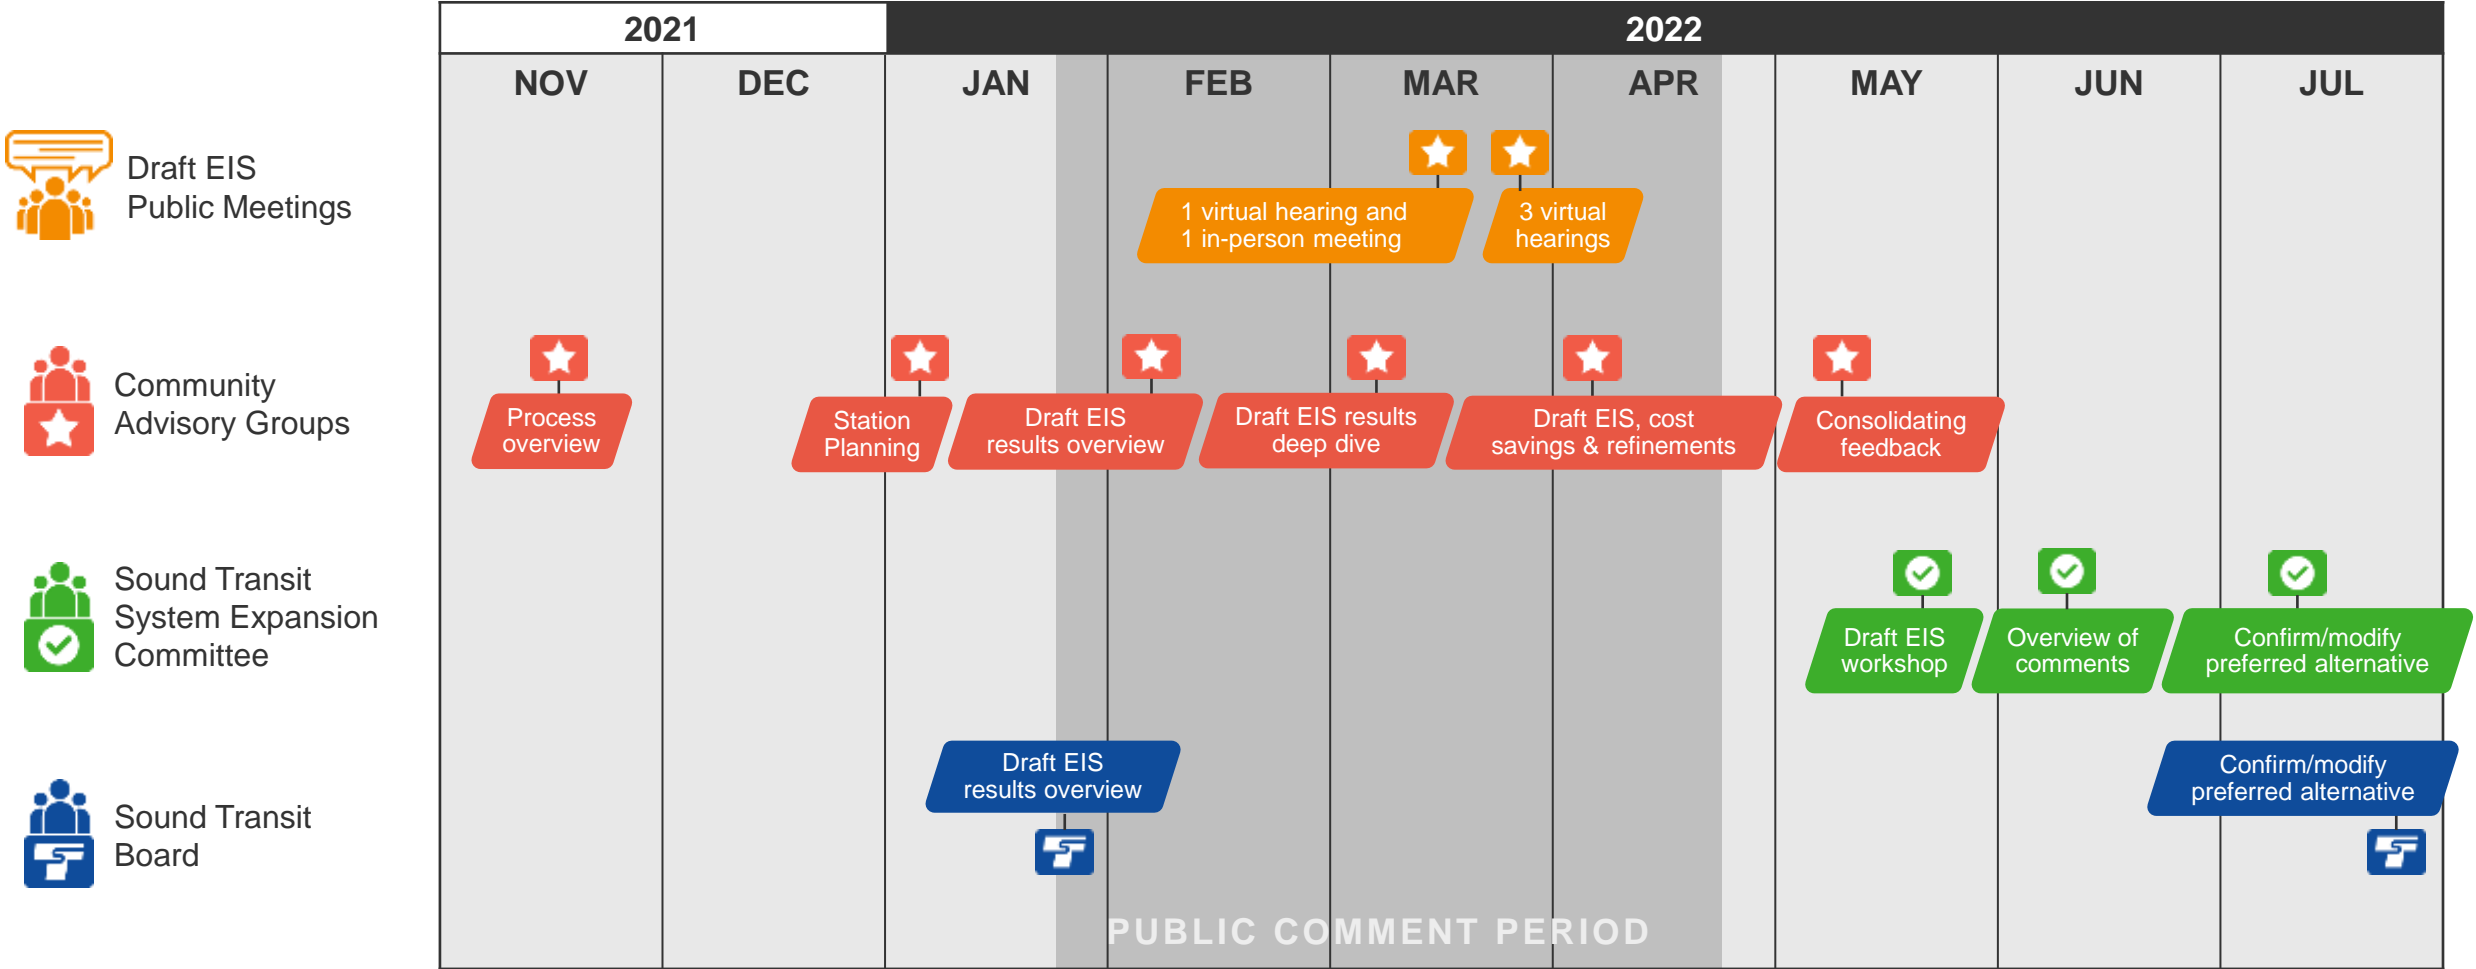 2021
2022
NOV
DEC
JAN
FEB
MAR
APR
MAY
JUN
JUL
Draft EIS
Public Meetings
1 virtual hearing and
1 in-person meeting
3 virtual
hearings
Community
Advisory Groups
Process
overview
Station
Planning
Draft EIS
results overview
Draft EIS results
deep dive
Draft EIS, cost
savings & refinements
Consolidating
feedback
Sound Transit
System Expansion
Committee
Draft EIS
workshop
Overview of
comments
Confirm/modify
preferred alternative
Sound Transit
Board
Draft EIS
results overview
Confirm/modify
preferred alternative
PUBLIC COMMENT PERIOD